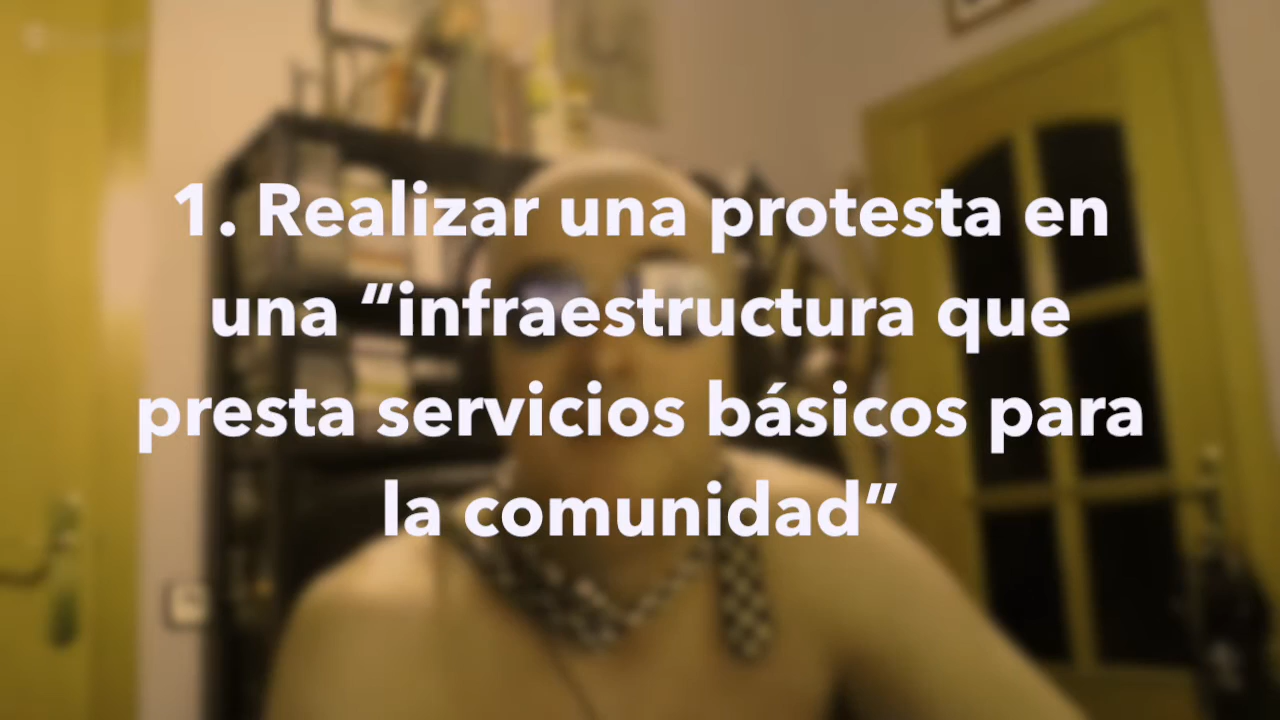 1. Realizar una protesta en
una “infraestructura que
presta servicios básicos para
la comunidad”